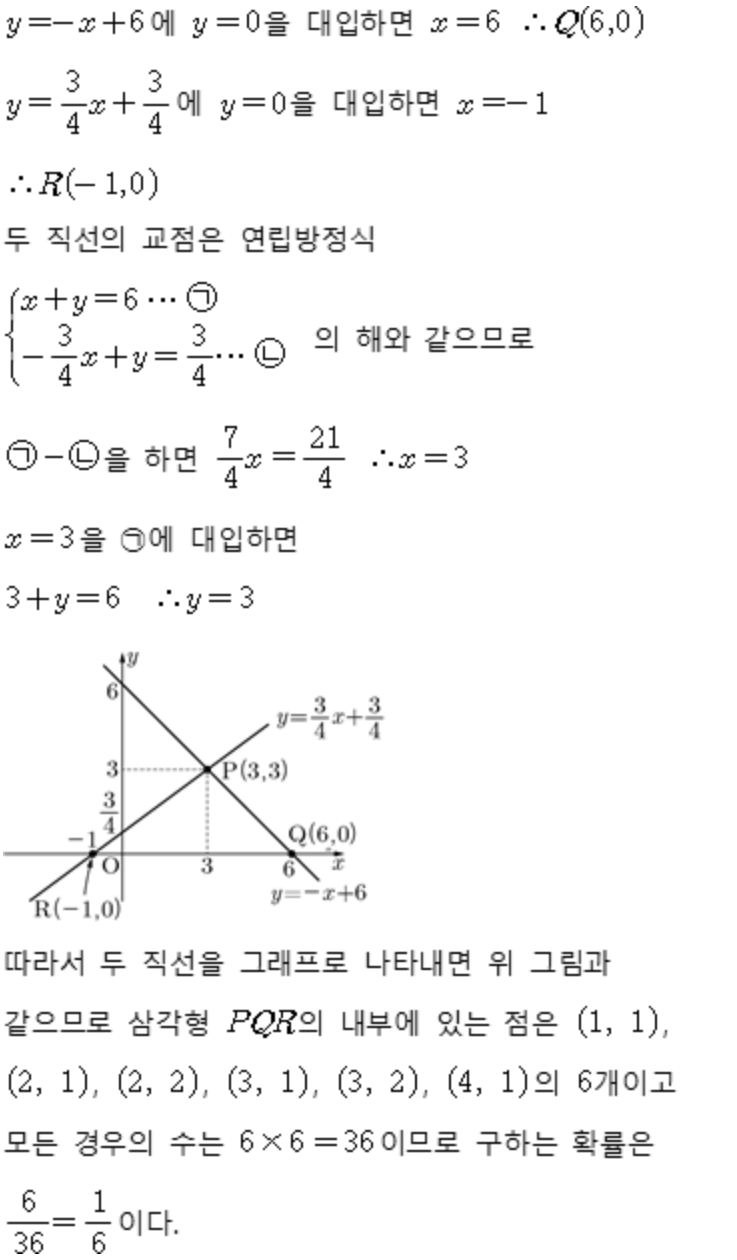 y=-x+6에 y=0을 대입하면 x=6 ∴Q(6,0)
y=3/4x+3/4에 y=0을 대입하면 x=-1
∴R(-1,0)
두 직선의 교점은 연립방정식
x+y=6 … ㉠
-3/4x+y=3/4… ㉡ 의 해와 같으므로
㉠-㉡을 하면 7/4x=21/4 ∴x=3
x=3을 ㉠에 대입하면
3+y=6 ∴y=3
y
6
y=3/4x+3/4
3
P(3,3)
3/4
-1
Q(6,0)
O
3
6
x
R(-1,0)
y=-x+6
따라서 두 직선을 그래프로 나타내면 위 그림과
같으므로 삼각형 PQR의 내부에 있는 점은 (1, 1),
(2, 1), (2, 2), (3, 1), (3, 2), (4, 1)의 6개이고
모든 경우의 수는 6×6=36이므로 구하는 확률은
6/36=1/6이다.